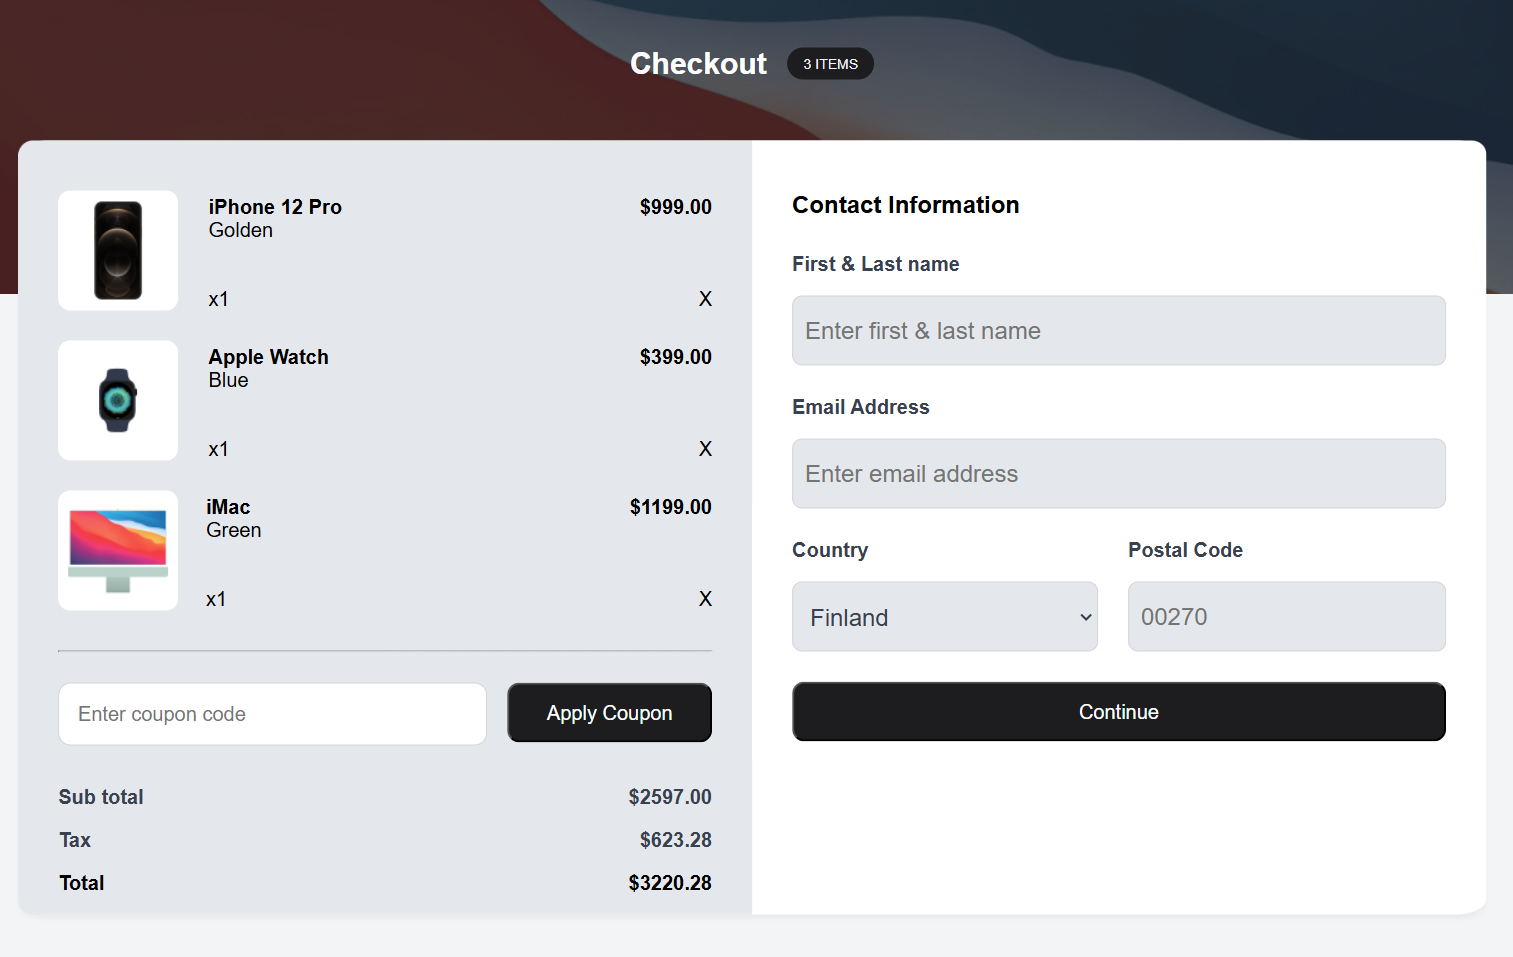 Checkout
3 ITEMS
iPhone 12 Pro
$999.00
Golden
x1
X
Apple Watch
$399.00
Blue
x1
X
iMac
$1199.00
Green
x1
X
Enter coupon code
Apply Coupon
Sub total
$2597.00
Tax
$623.28
Total
$3220.28
Contact Information
First & Last name
Enter first & last name
Email Address
Enter email address
Country
Postal Code
Finland
00270
Continue